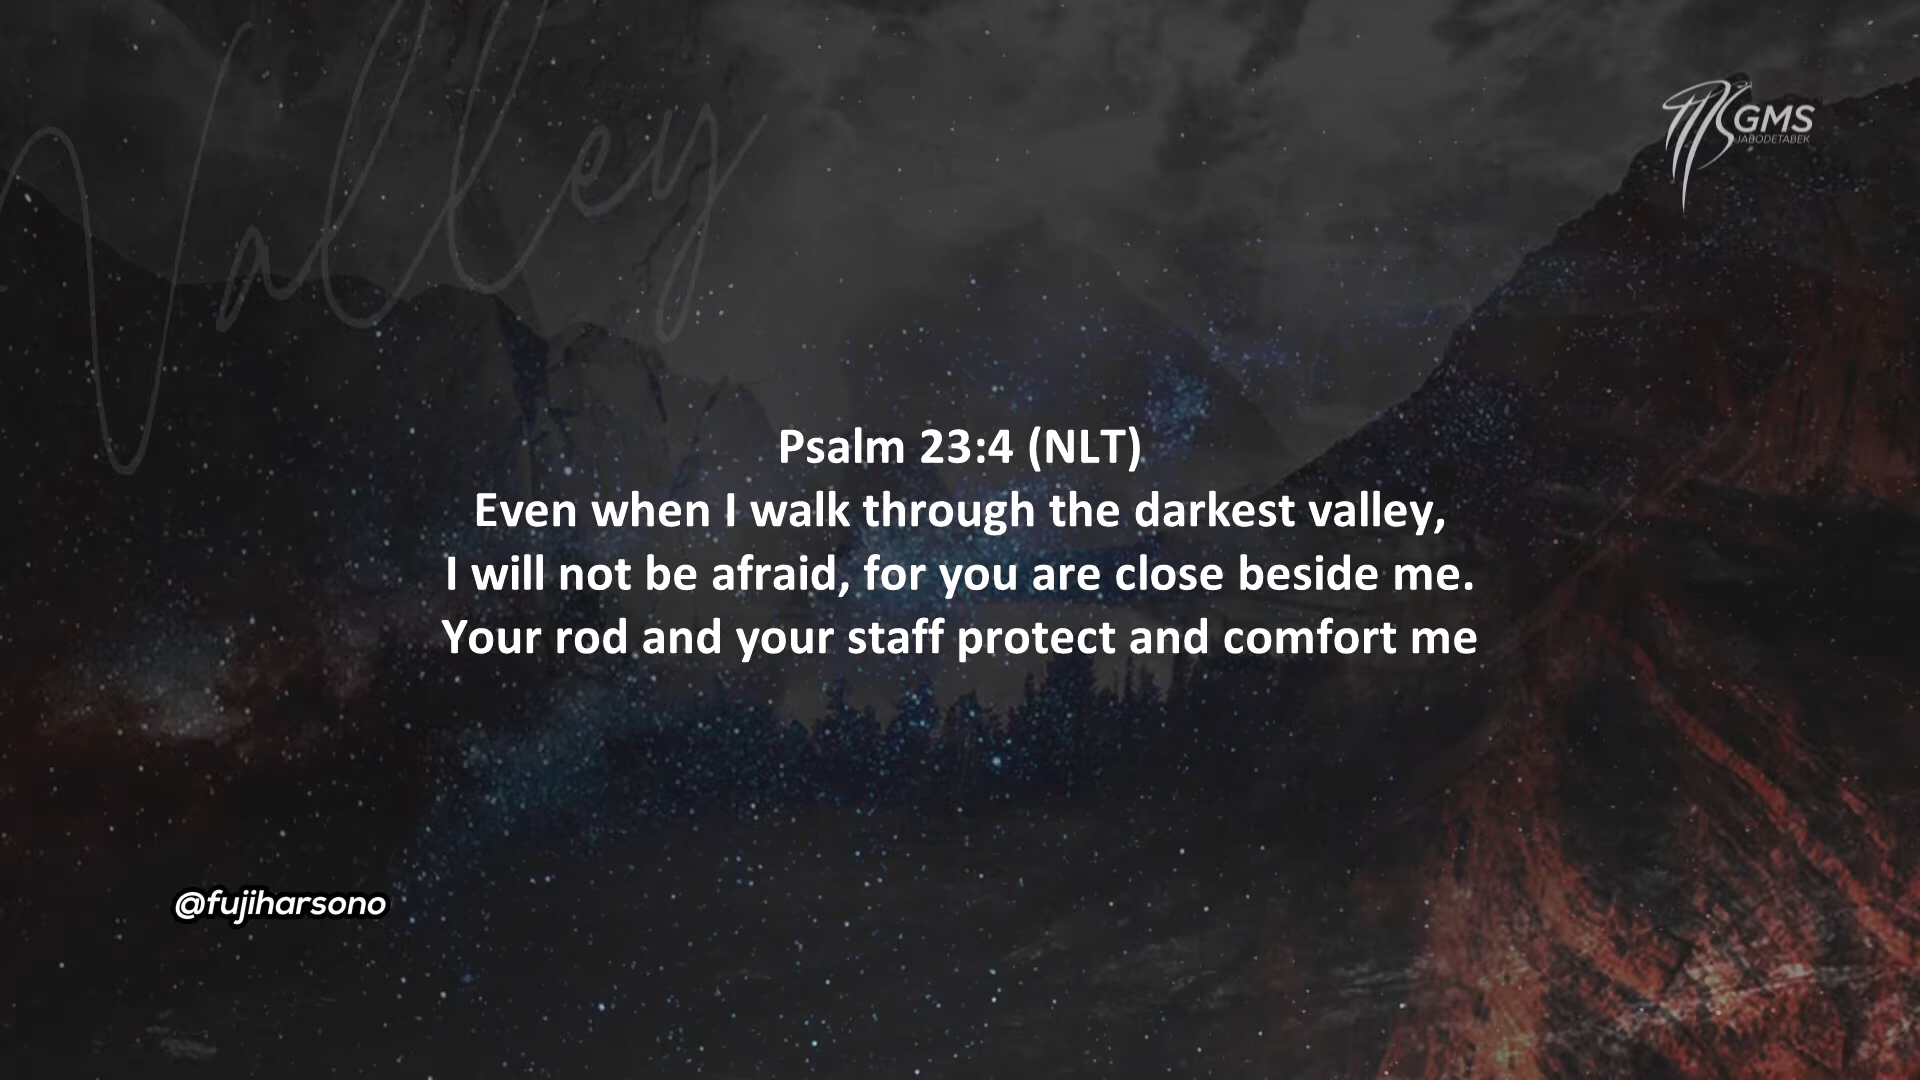 Valley
GMS
JABODETABEK
Psalm 23:4 (NLT)
Even when I walk through the darkest valley,
I will not be afraid, for you are close beside me.
Your rod and your staff protect and comfort me
@fujiharsono